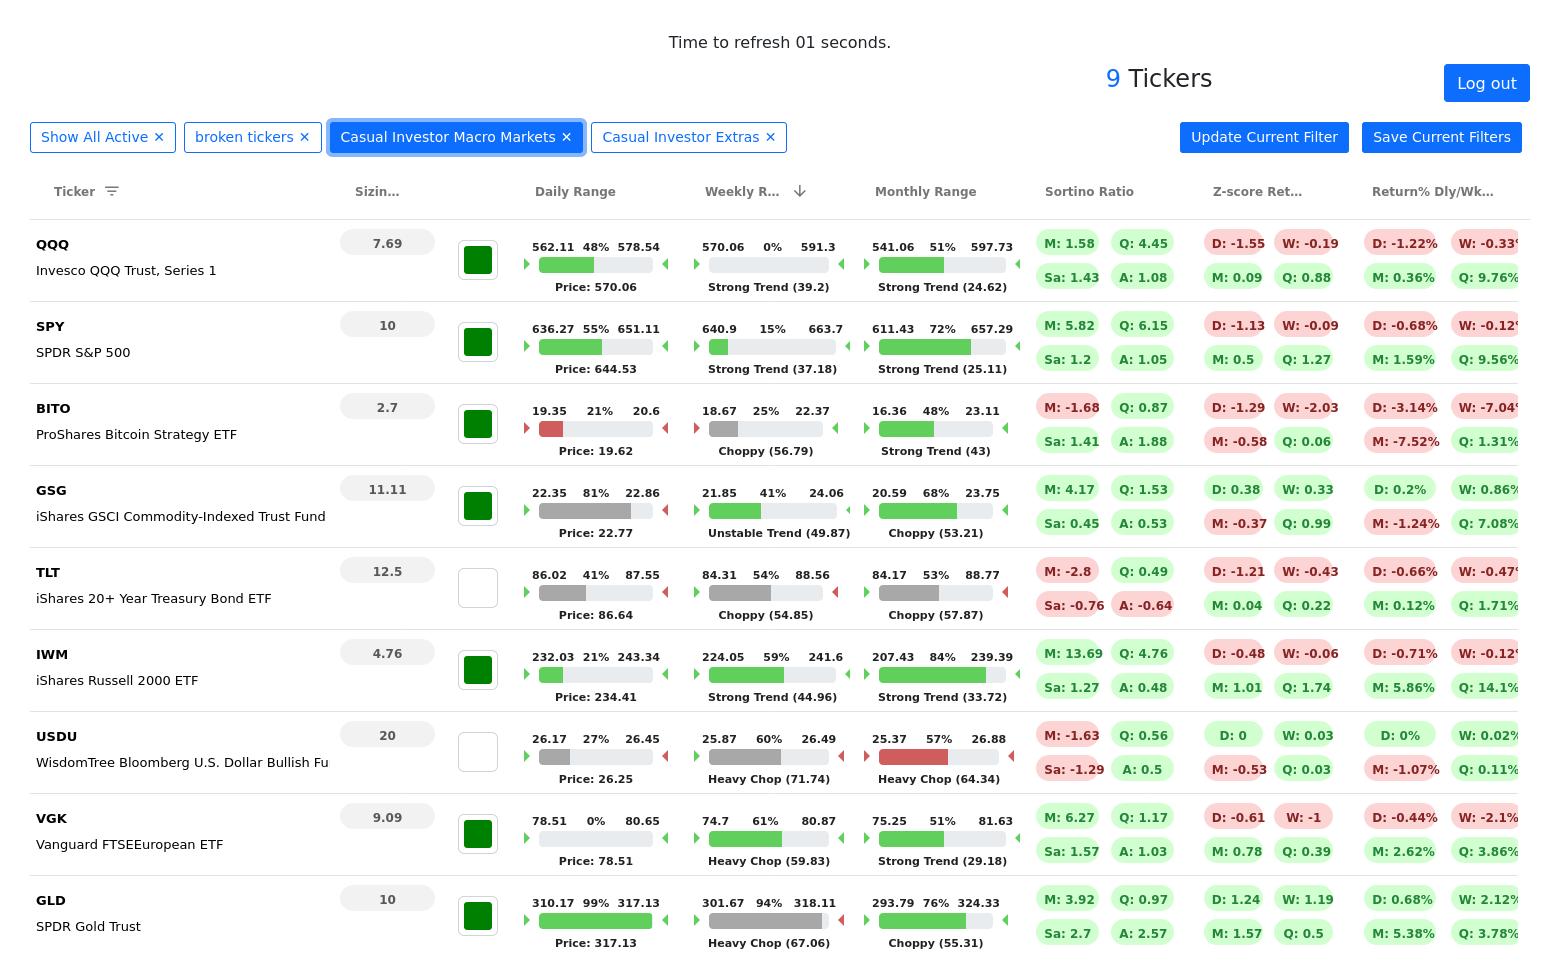 Time to refresh 01 seconds.
9 Tickers
Log out
Show All Active ✕ broken tickers ✕ Casual Investor Macro Markets ✕ Casual Investor Extras ✕ Update Current Filter Save Current Filters
Ticker Sizin... Daily Range Weekly R... Monthly Range Sortino Ratio Z-score Ret... Return% Dly/Wk...
QQQ 7.69 562.11 48% 578.54 570.06 0% 591.3 541.06 51% 597.73 M: 1.58 Q: 4.45 D: -1.55 W: -0.19 D: -1.22% W: -0.33%
Invesco QQQ Trust, Series 1 Price: 570.06 Strong Trend (39.2) Strong Trend (24.62) Sa: 1.43 A: 1.08 M: 0.09 Q: 0.88 M: 0.36% Q: 9.76%
SPY 10 636.27 55% 651.11 640.9 15% 663.7 611.43 72% 657.29 M: 5.82 Q: 6.15 D: -1.13 W: -0.09 D: -0.68% W: -0.12%
SPDR S&P 500 Price: 644.53 Strong Trend (37.18) Strong Trend (25.11) Sa: 1.2 A: 1.05 M: 0.5 Q: 1.27 M: 1.59% Q: 9.56%
BITO 2.7 19.35 21% 20.6 18.67 25% 22.37 16.36 48% 23.11 M: -1.68 Q: 0.87 D: -1.29 W: -2.03 D: -3.14% W: -7.04%
ProShares Bitcoin Strategy ETF Price: 19.62 Choppy (56.79) Strong Trend (43) Sa: 1.41 A: 1.88 M: -0.58 Q: 0.06 M: -7.52% Q: 1.31%
GSG 11.11 22.35 81% 22.86 21.85 41% 24.06 20.59 68% 23.75 M: 4.17 Q: 1.53 D: 0.38 W: 0.33 D: 0.2% W: 0.86%
iShares GSCI Commodity-Indexed Trust Fund Price: 22.77 Unstable Trend (49.87) Choppy (53.21) Sa: 0.45 A: 0.53 M: -0.37 Q: 0.99 M: -1.24% Q: 7.08%
TLT 12.5 86.02 41% 87.55 84.31 54% 88.56 84.17 53% 88.77 M: -2.8 Q: 0.49 D: -1.21 W: -0.43 D: -0.66% W: -0.47%
iShares 20+ Year Treasury Bond ETF Price: 86.64 Choppy (54.85) Choppy (57.87) Sa: -0.76 A: -0.64 M: 0.04 Q: 0.22 M: 0.12% Q: 1.71%
IWM 4.76 232.03 21% 243.34 224.05 59% 241.6 207.43 84% 239.39 M: 13.69 Q: 4.76 D: -0.48 W: -0.06 D: -0.71% W: -0.12%
iShares Russell 2000 ETF Price: 234.41 Strong Trend (44.96) Strong Trend (33.72) Sa: 1.27 A: 0.48 M: 1.01 Q: 1.74 M: 5.86% Q: 14.1%
USDU 20 26.17 27% 26.45 25.87 60% 26.49 25.37 57% 26.88 M: -1.63 Q: 0.56 D: 0 W: 0.03 D: 0% W: 0.02%
WisdomTree Bloomberg U.S. Dollar Bullish Fu Price: 26.25 Heavy Chop (71.74) Heavy Chop (64.34) Sa: -1.29 A: 0.5 M: -0.53 Q: 0.03 M: -1.07% Q: 0.11%
VGK 9.09 78.51 0% 80.65 74.7 61% 80.87 75.25 51% 81.63 M: 6.27 Q: 1.17 D: -0.61 W: -1 D: -0.44% W: -2.1%
Vanguard FTSEEuropean ETF Price: 78.51 Heavy Chop (59.83) Strong Trend (29.18) Sa: 1.57 A: 1.03 M: 0.78 Q: 0.39 M: 2.62% Q: 3.86%
GLD 10 310.17 99% 317.13 301.67 94% 318.11 293.79 76% 324.33 M: 3.92 Q: 0.97 D: 1.24 W: 1.19 D: 0.68% W: 2.12%
SPDR Gold Trust Price: 317.13 Heavy Chop (67.06) Choppy (55.31) Sa: 2.7 A: 2.57 M: 1.57 Q: 0.5 M: 5.38% Q: 3.78%